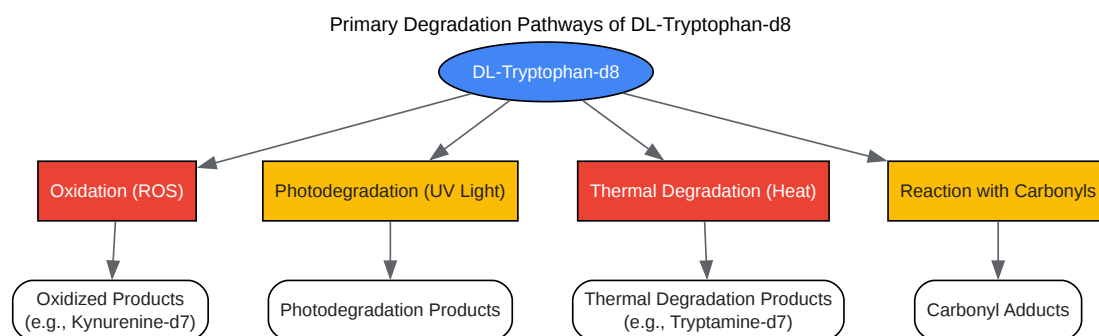 Primary Degradation Pathways of DL-Tryptophan-d8
DL-Tryptophan-d8
Oxidation (ROS)
Photodegradation (UV Light)
Thermal Degradation (Heat)
Reaction with Carbonyls
Oxidized Products
(e.g., Kynurenine-d7)
Photodegradation Products
Thermal Degradation Products
(e.g., Tryptamine-d7)
Carbonyl Adducts